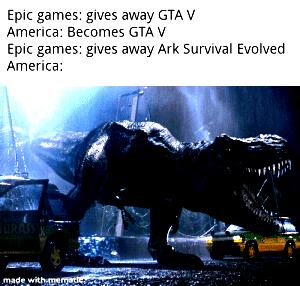 Epic games: gives away GTA V
America: Becomes GTA V
Epic games: gives away Ark Survival Evolved
America:
JURASSIC
made with mematic